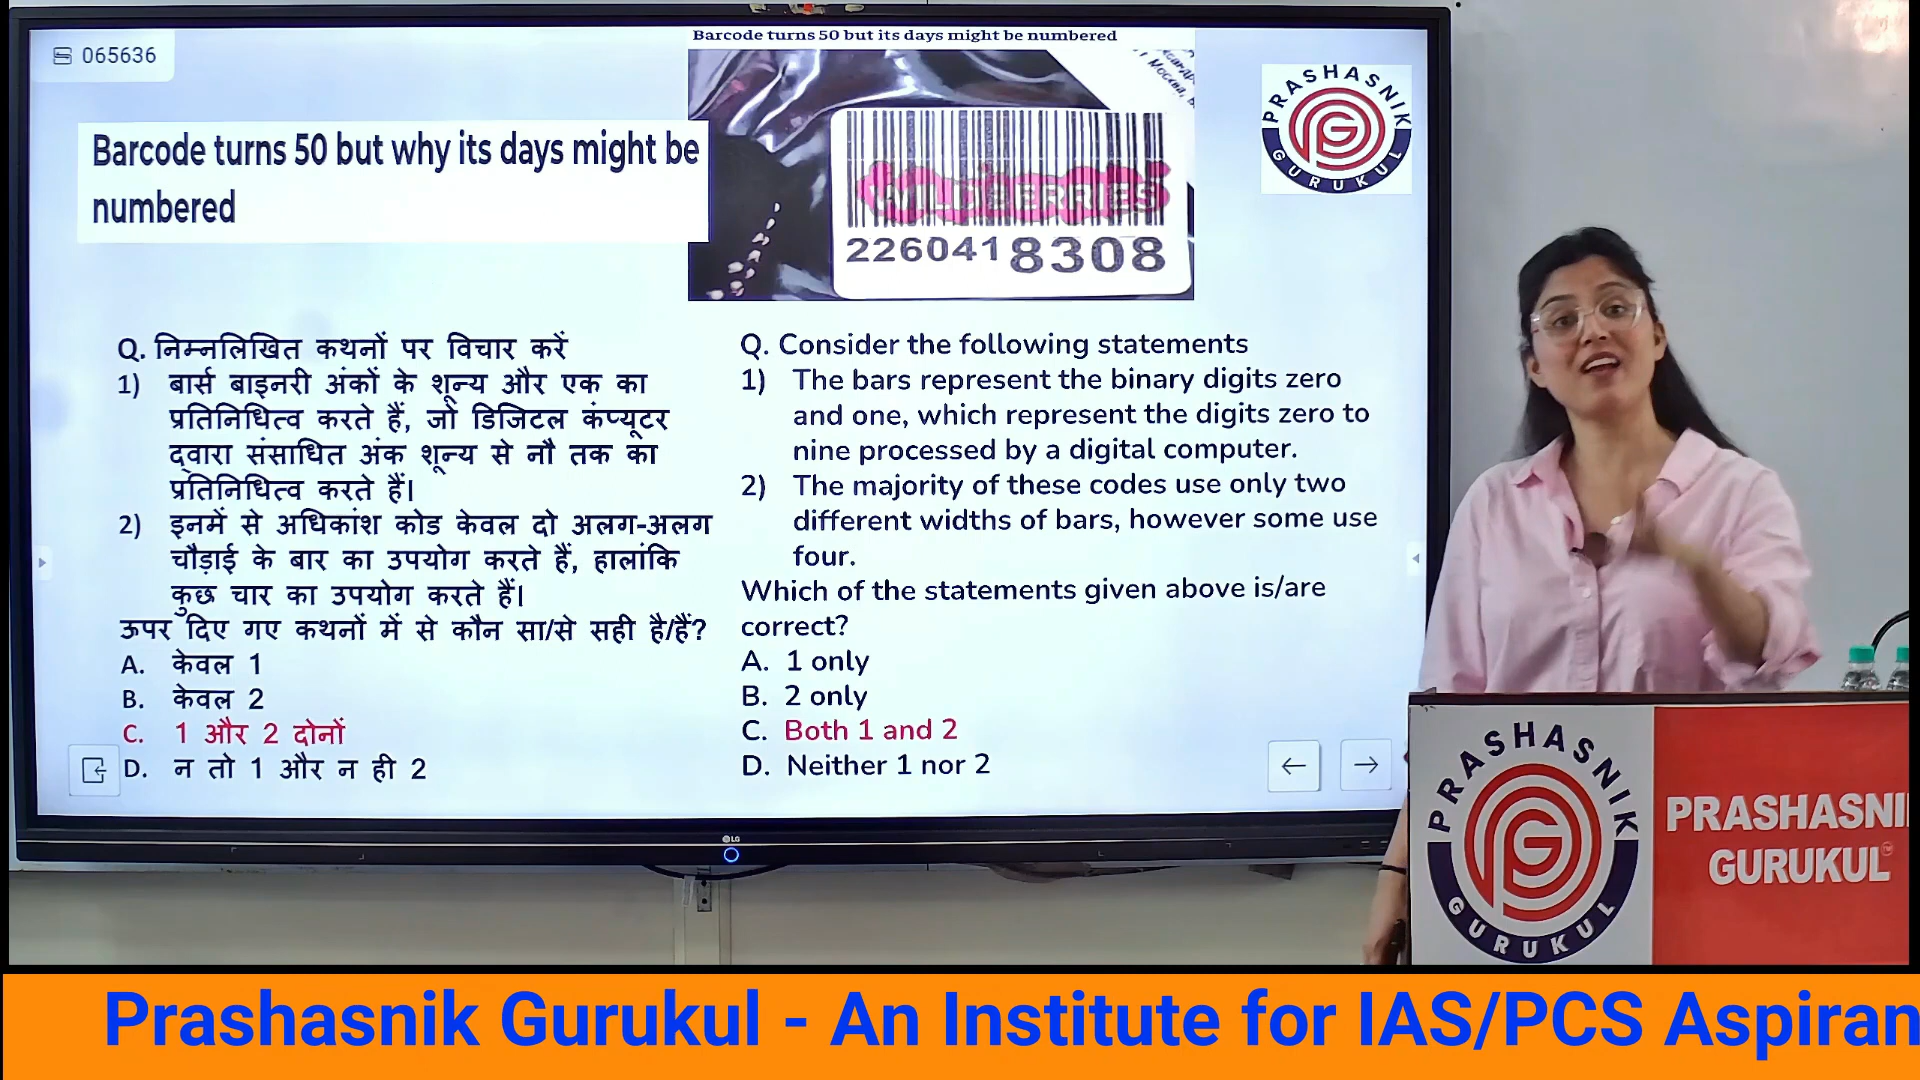 065636
Barcode turns 50 but its days might be numbered
Barcode turns 50 but why its days might be
numbered
WILDBERRIES
2260418308
PRASHASNIK
GURUKUL
Q. निम्नलिखित कथनों पर विचार करें
1) बार्स बाइनरी अंकों के शून्य और एक का
प्रतिनिधित्व करते हैं, जो डिजिटल कंप्यूटर
द्वारा संसाधित अंक शून्य से नौ तक का
प्रतिनिधित्व करते हैं।
2) इनमें से अधिकांश कोड केवल दो अलग-अलग
चौड़ाई के बार का उपयोग करते हैं, हालांकि
कुछ चार का उपयोग करते हैं।
ऊपर दिए गए कथनों में से कौन सा/से सही है/हैं?
A. केवल 1
B. केवल 2
C. 1 और 2 दोनों
D. न तो 1 और न ही 2
Q. Consider the following statements
1) The bars represent the binary digits zero
and one, which represent the digits zero to
nine processed by a digital computer.
2) The majority of these codes use only two
different widths of bars, however some use
four.
Which of the statements given above is/are
correct?
A. 1 only
B. 2 only
C. Both 1 and 2
D. Neither 1 nor 2
LG
PRASHASNIK
GURUKUL
PRASHASNI
GURUKUL
Prashasnik Gurukul - An Institute for IAS/PCS Aspiran